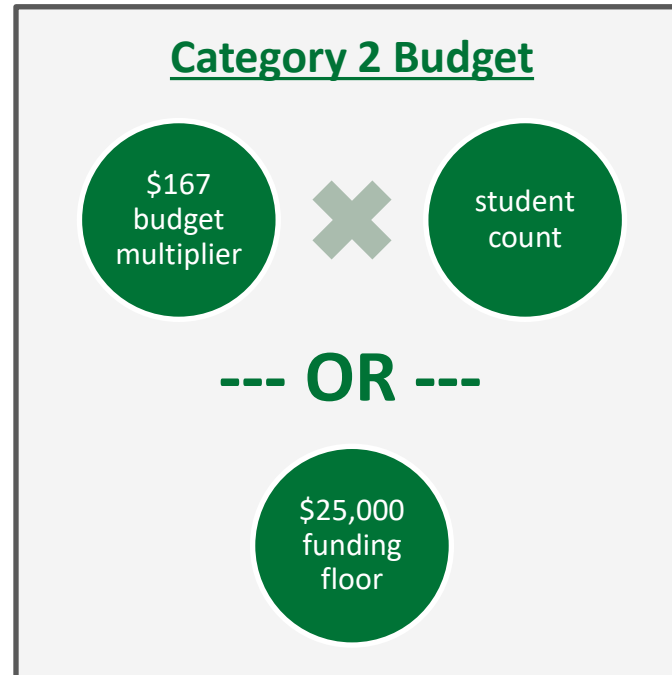 Category 2 Budget
$167
budget
multiplier
student
count
--- OR ---
$25,000
funding
floor